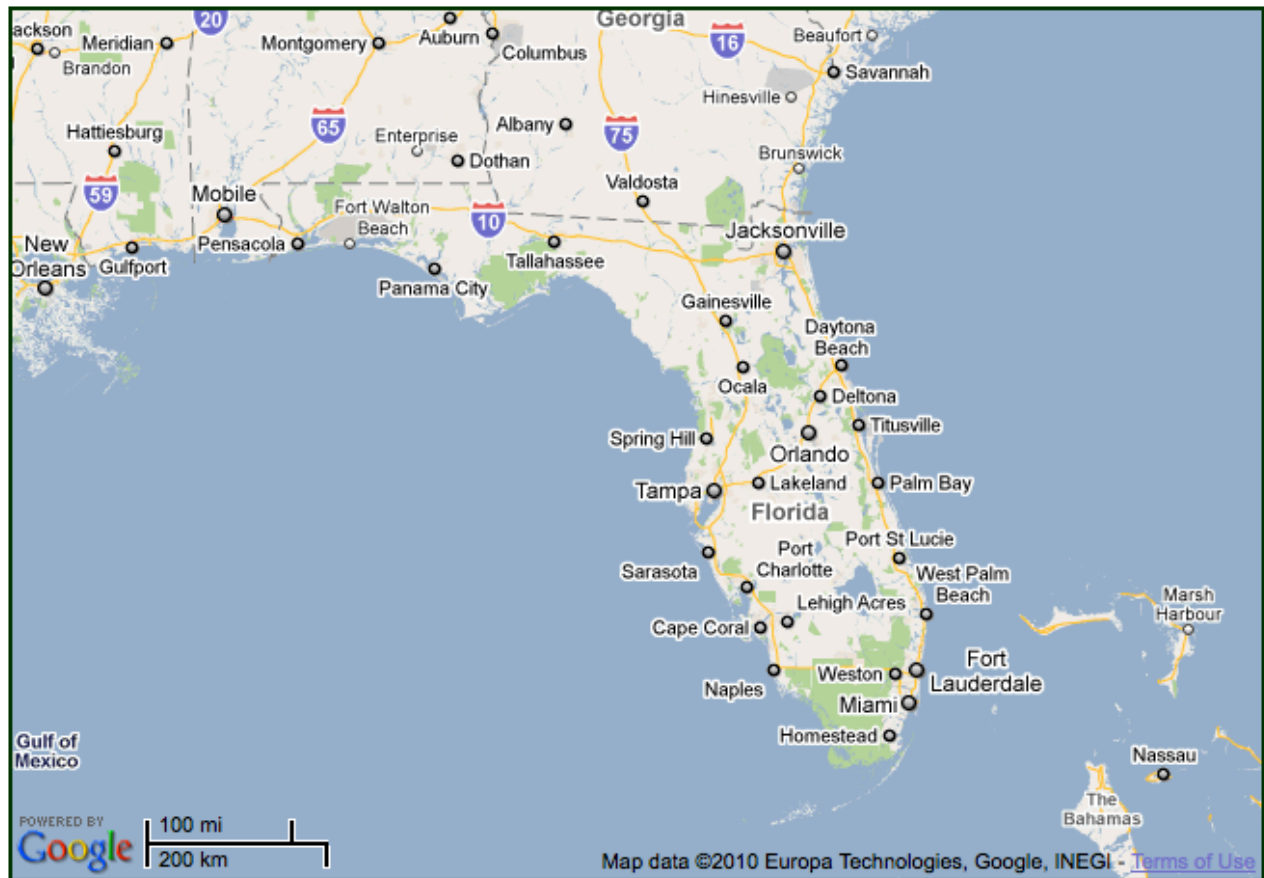 Georgia
20
16
ackson
Meridian
Brandon
Montgomery
Auburn
Columbus
Beaufort
Savannah
Hinesville
Hattiesburg
65
Enterprise
Albany
75
Dothan
Brunswick
59
Mobile
Valdosta
Fort Walton
Beach
10
New
Orleans
Gulfport
Pensacola
Panama City
Tallahassee
Jacksonville
Gainesville
Daytona
Beach
Ocala
Deltona
Titusville
Spring Hill
Orlando
Tampa
Lakeland
Palm Bay
Florida
Sarasota
Port
Charlotte
Port St Lucie
West Palm
Beach
Lehigh Acres
Cape Coral
Marsh
Harbour
Naples
Weston
Fort
Lauderdale
Miami
Homestead
Gulf of
Mexico
Nassau
The
Bahamas
POWERED BY
Google
100 mi
200 km
Map data ©2010 Europa Technologies, Google, INEGI - Terms of Use